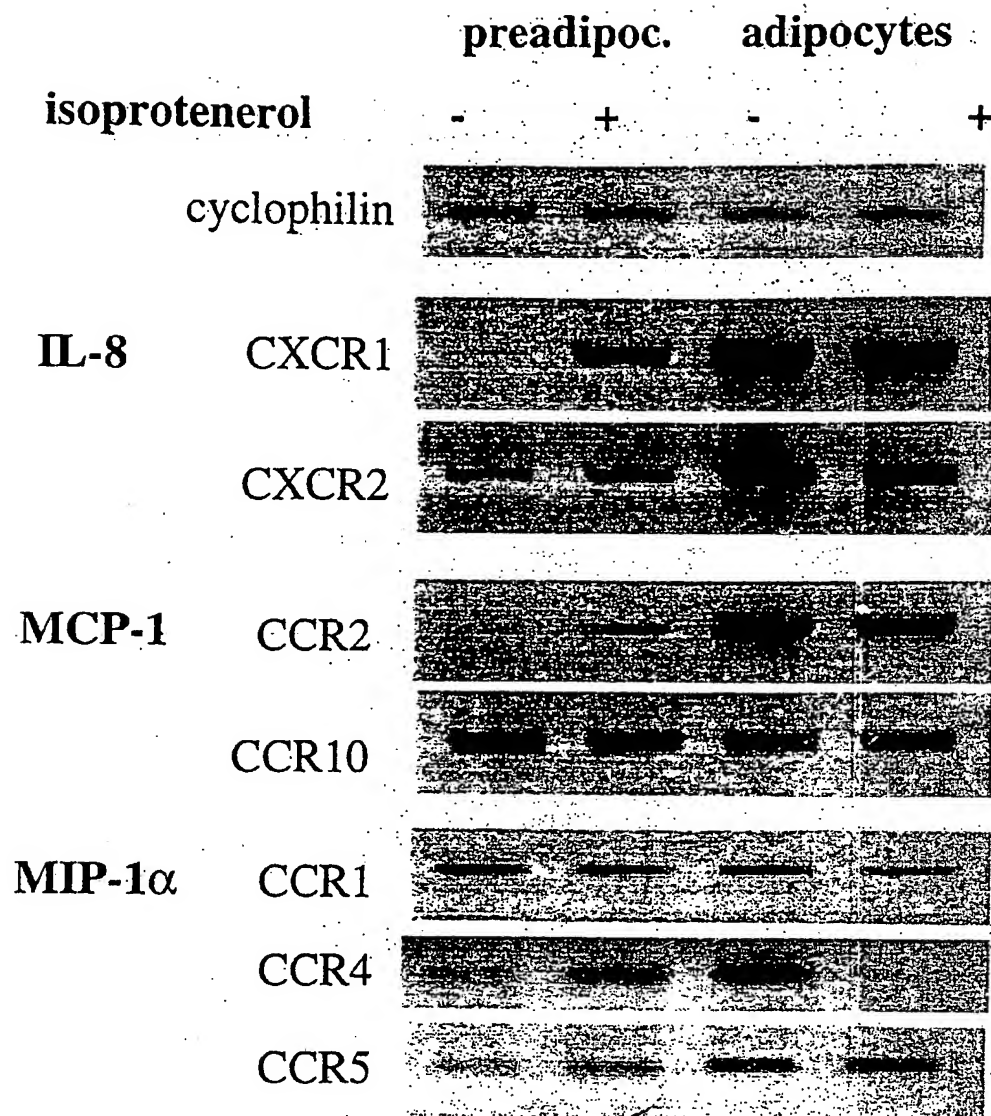 preadipoc. adipocytes
isoprotenerol - + - +
cyclophilin
IL-8 CXCR1
CXCR2
MCP-1 CCR2
CCR10
MIP-1α CCR1
CCR4
CCR5